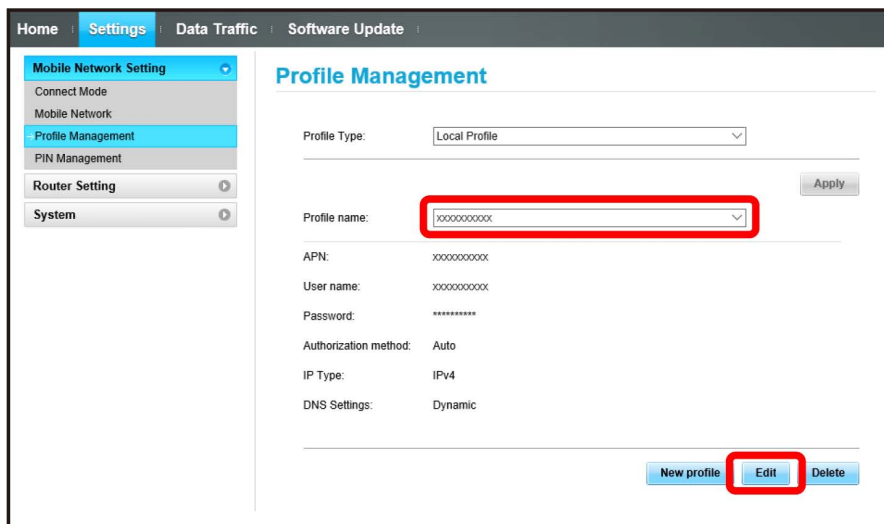 Home Settings Data Traffic Software Update
Mobile Network Setting
Connect Mode
Mobile Network
Profile Management
PIN Management
Router Setting
System
Profile Management
Profile Type: Local Profile
Apply
Profile name: xxxxxxxxxx
APN: xxxxxxxxxx
User name: xxxxxxxxxx
Password: **********
Authorization method: Auto
IP Type: IPv4
DNS Settings: Dynamic
New profile Edit Delete